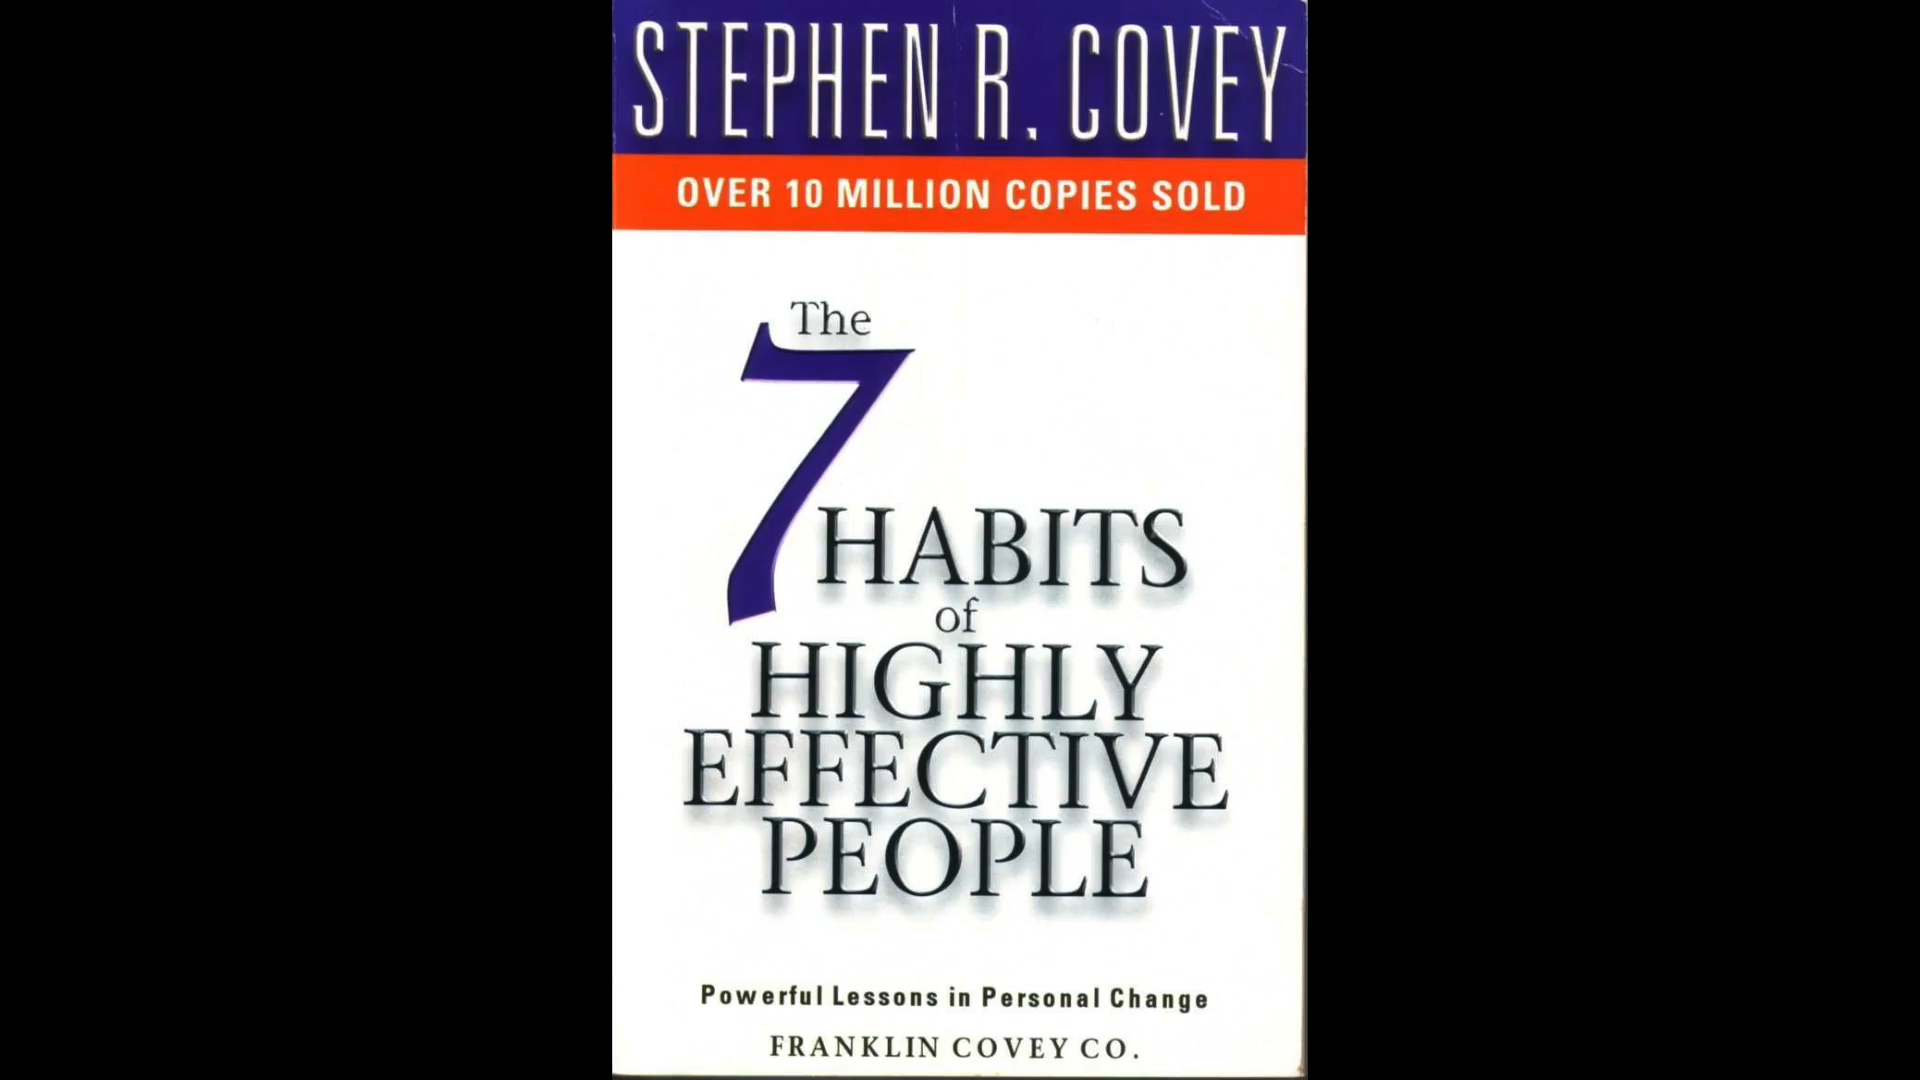 STEPHEN R. COVEY
OVER 10 MILLION COPIES SOLD
The
7 HABITS
of
HIGHLY
EFFECTIVE
PEOPLE
Powerful Lessons in Personal Change
FRANKLIN COVEY CO.